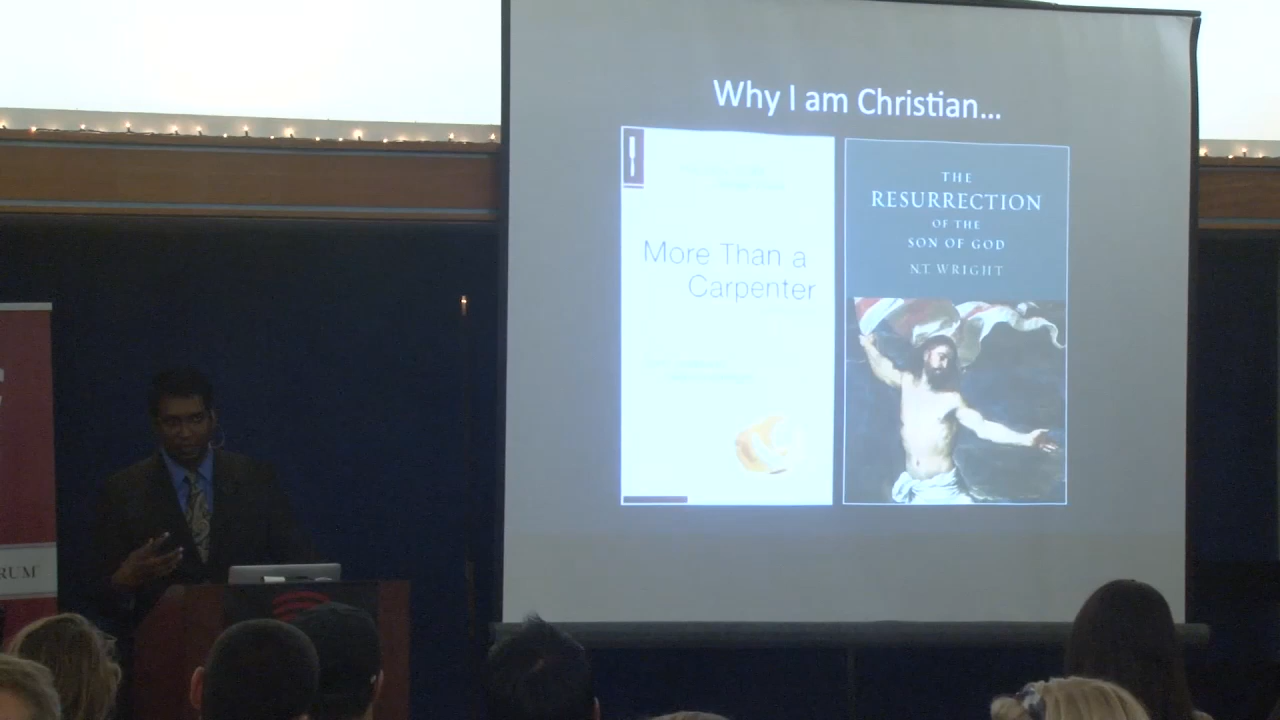 Why I am Christian...
More Than a
Carpenter
THE
RESURRECTION
OF THE
SON OF GOD
N.T. WRIGHT
RUM